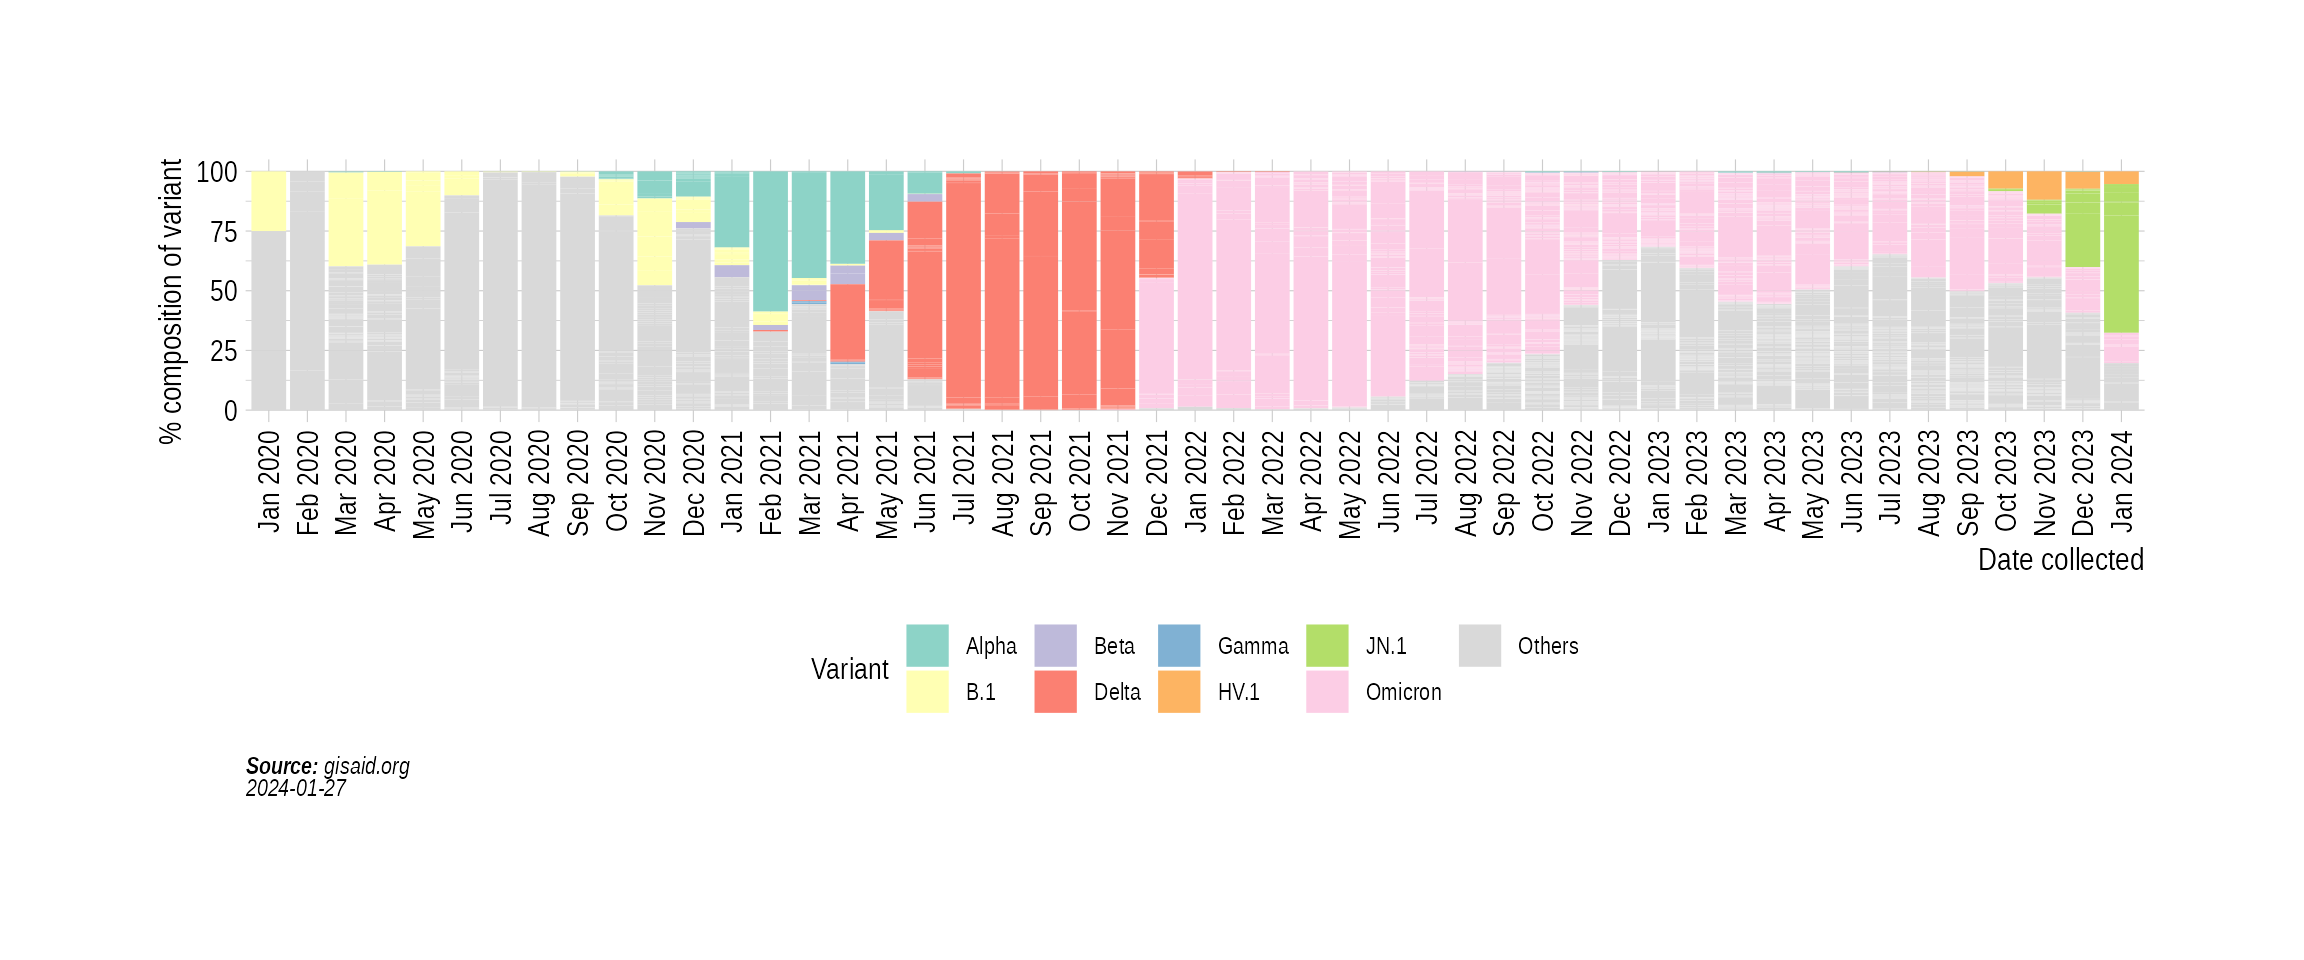 % composition of variant
100
75
50
25
0
Jan 2020
Feb 2020
Mar 2020
Apr 2020
May 2020
Jun 2020
Jul 2020
Aug 2020
Sep 2020
Oct 2020
Nov 2020
Dec 2020
Jan 2021
Feb 2021
Mar 2021
Apr 2021
May 2021
Jun 2021
Jul 2021
Aug 2021
Sep 2021
Oct 2021
Nov 2021
Dec 2021
Jan 2022
Feb 2022
Mar 2022
Apr 2022
May 2022
Jun 2022
Jul 2022
Aug 2022
Sep 2022
Oct 2022
Nov 2022
Dec 2022
Jan 2023
Feb 2023
Mar 2023
Apr 2023
May 2023
Jun 2023
Jul 2023
Aug 2023
Sep 2023
Oct 2023
Nov 2023
Dec 2023
Jan 2024
Date collected
Variant
Alpha
Beta
Gamma
JN.1
Others
B.1
Delta
HV.1
Omicron
Source: gisaid.org
2024-01-27